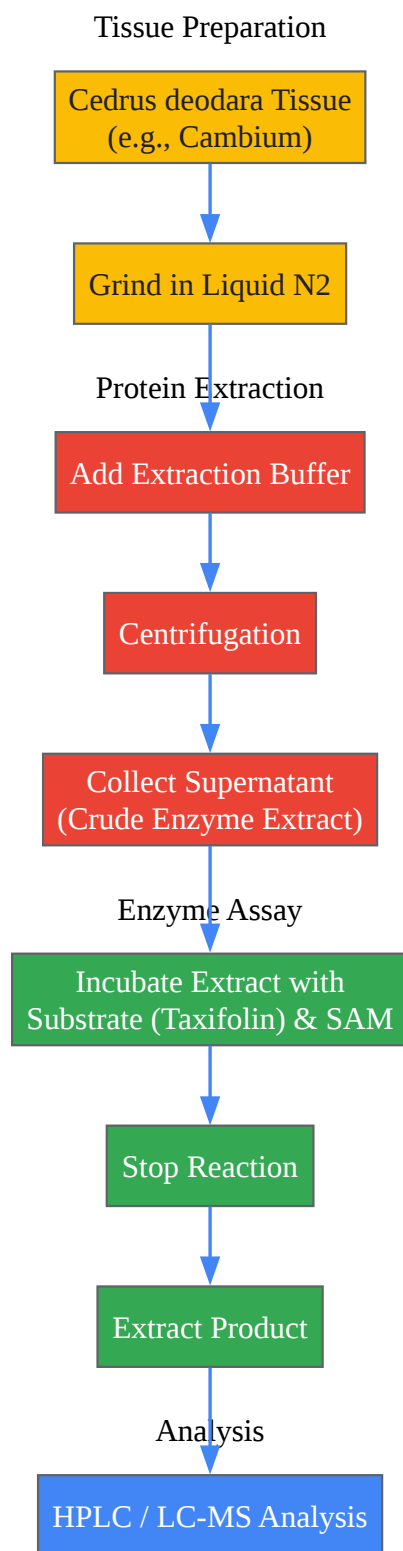 Tissue Preparation
Cedrus deodara Tissue
(e.g., Cambium)
Grind in Liquid N2
Protein Extraction
Add Extraction Buffer
Centrifugation
Collect Supernatant
(Crude Enzyme Extract)
Enzyme Assay
Incubate Extract with
Substrate (Taxifolin) & SAM
Stop Reaction
Extract Product
Analysis
HPLC / LC-MS Analysis